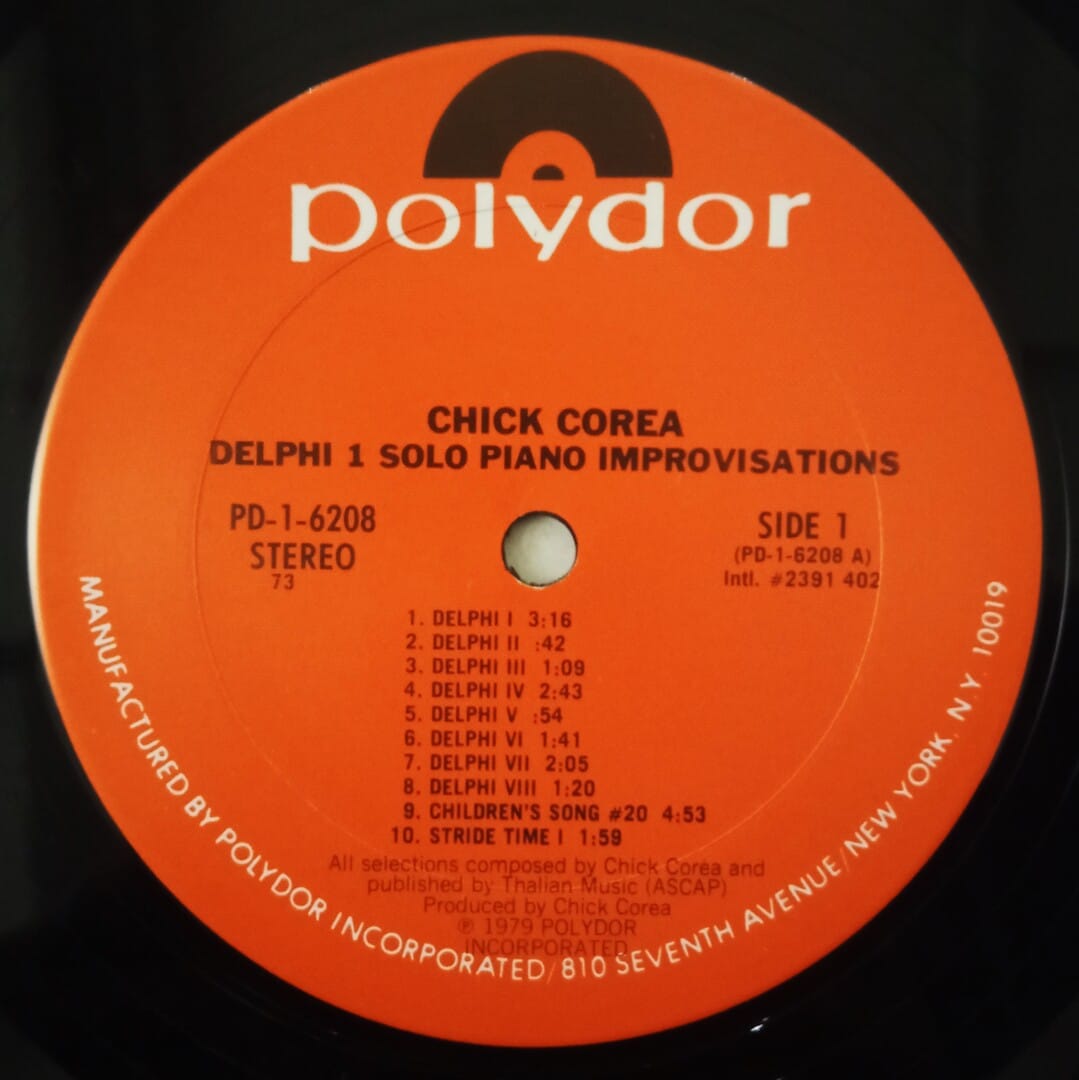 polydor
CHICK COREA
DELPHI 1 SOLO PIANO IMPROVISATIONS
PD-1-6208
STEREO
73
SIDE 1
(PD-1-6208 A)
Intl. #2391 402
1. DELPHI I 3:16
2. DELPHI II :42
3. DELPHI III 1:09
4. DELPHI IV 2:43
5. DELPHI V :54
6. DELPHI VI 1:41
7. DELPHI VII 2:05
8. DELPHI VIII 1:20
9. CHILDREN'S SONG #20 4:53
10. STRIDE TIME I 1:59
All selections composed by Chick Corea and
published by Thalian Music (ASCAP)
Produced by Chick Corea
℗ 1979 POLYDOR
INCORPORATED
MANUFACTURED BY POLYDOR INCORPORATED/810 SEVENTH AVENUE/NEW YORK, N.Y. 10019